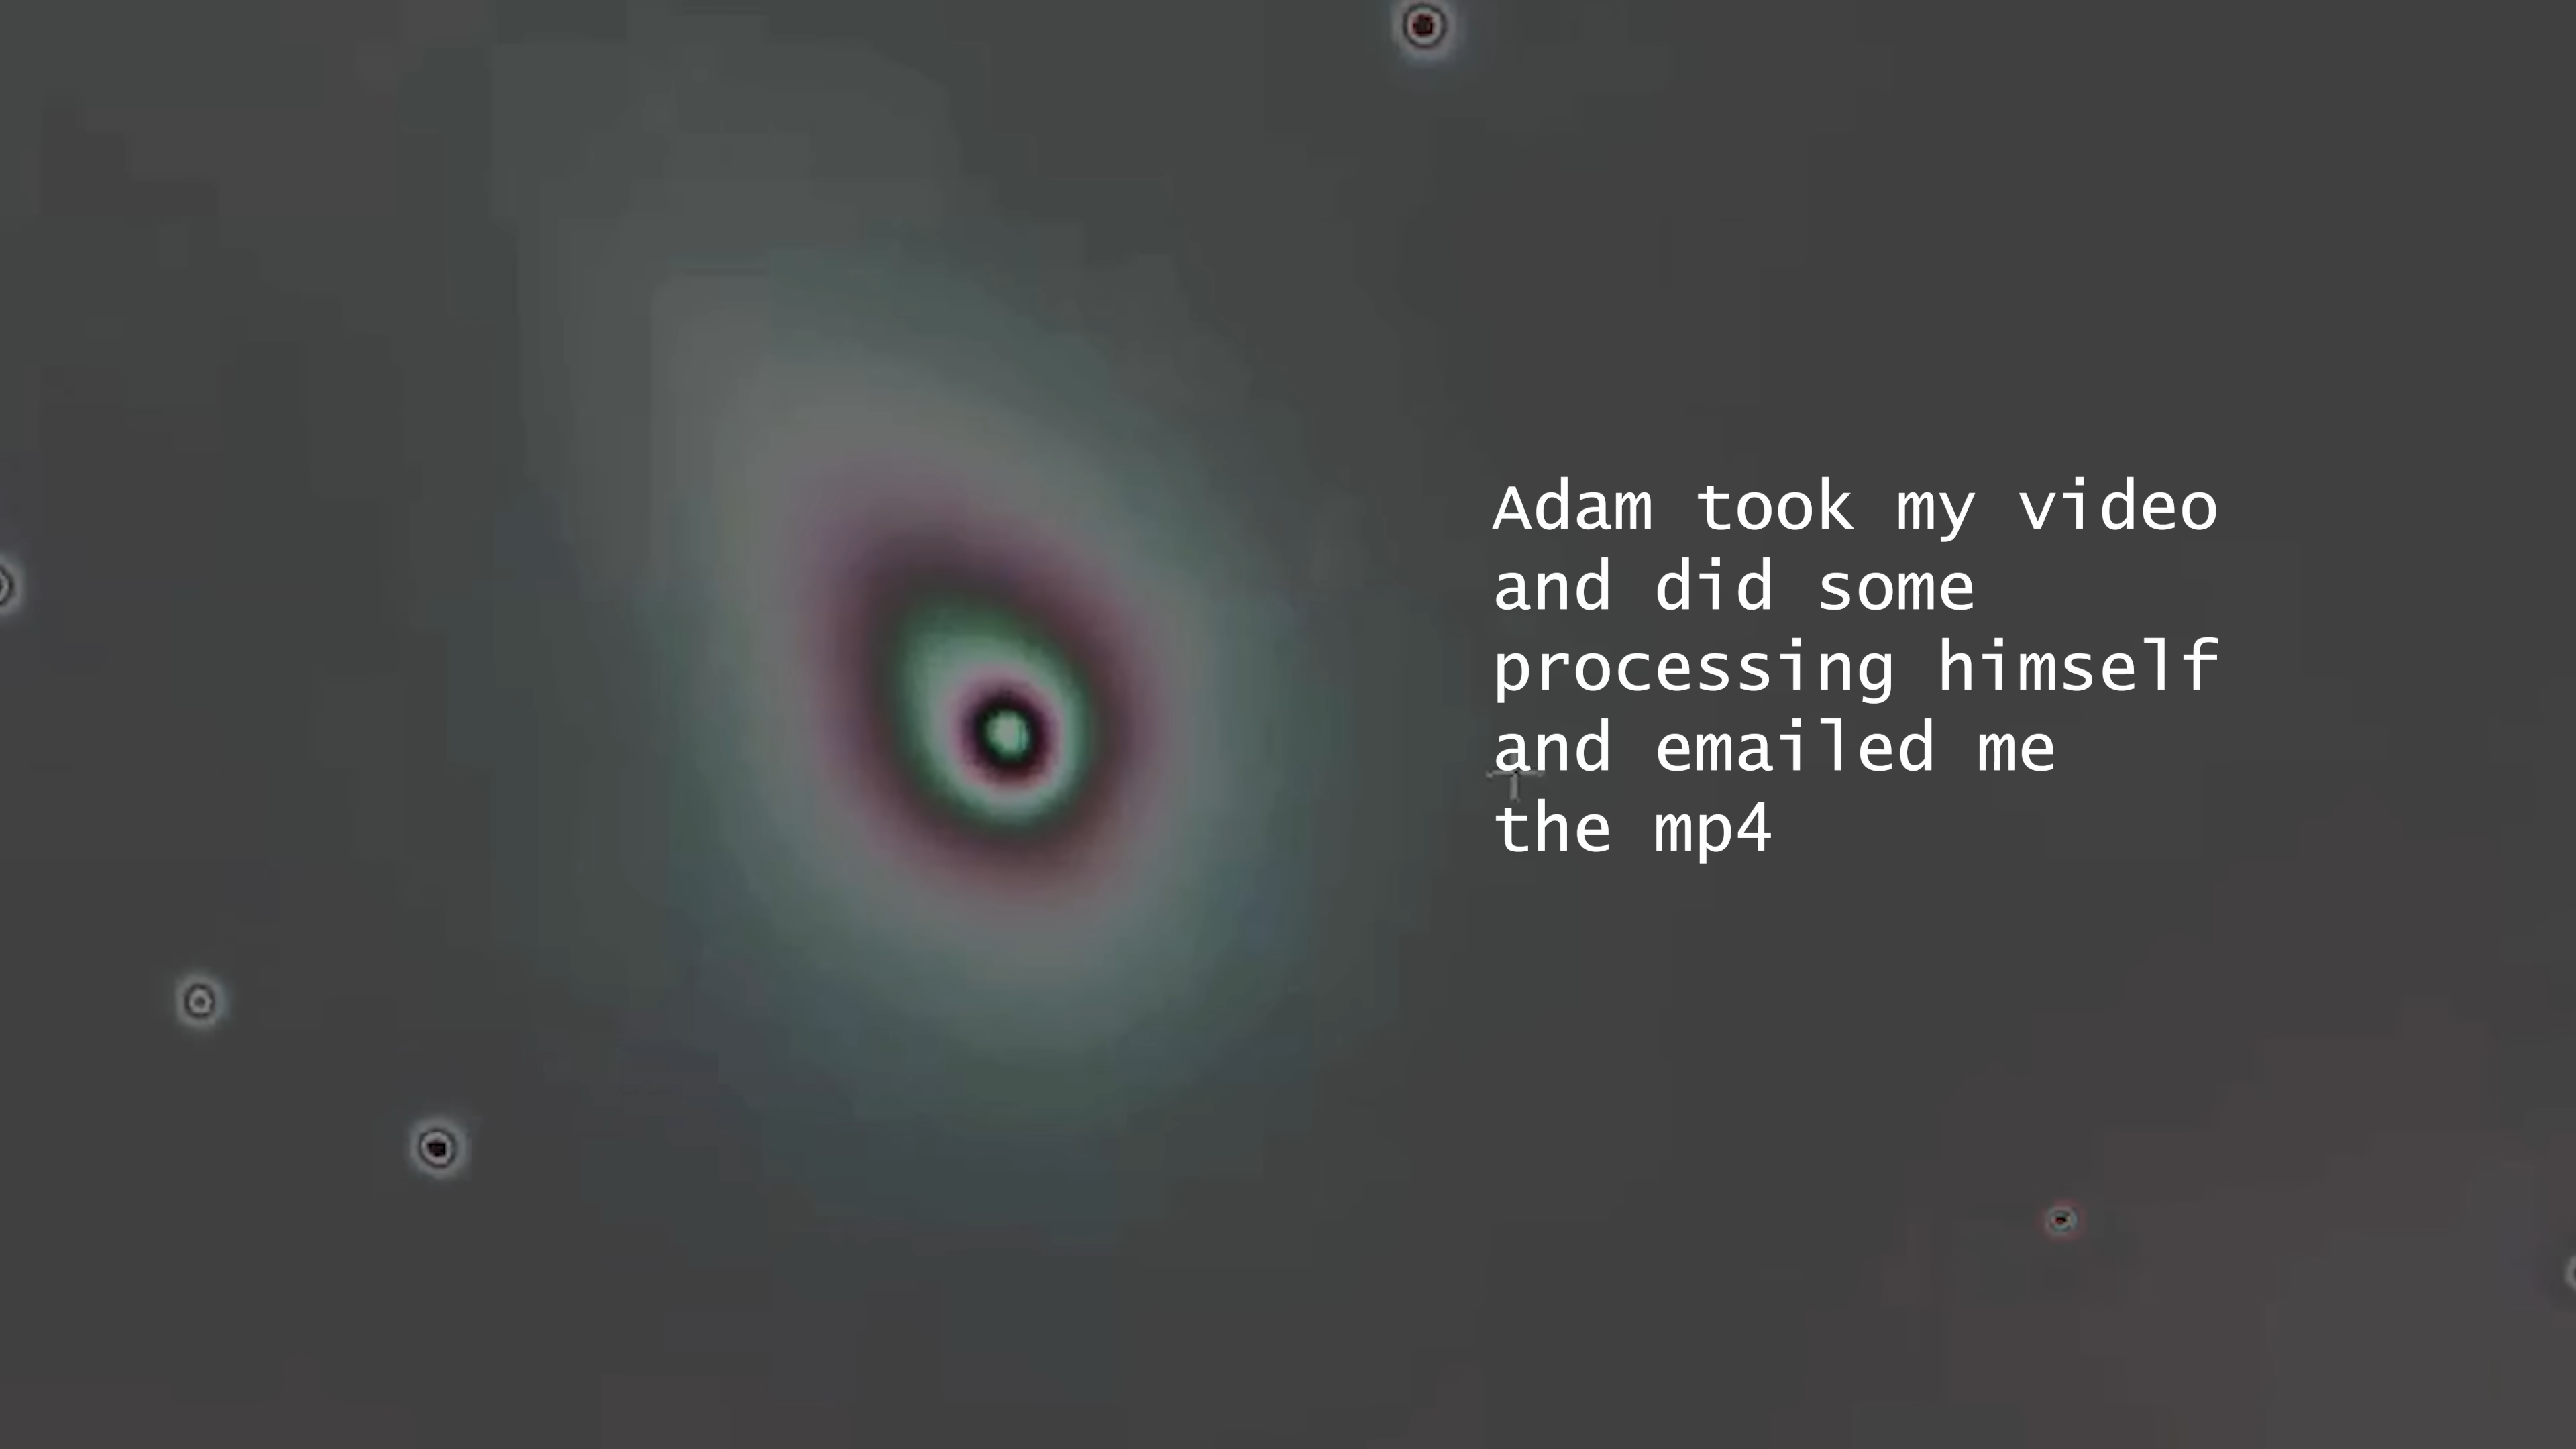 Adam took my video
and did some
processing himself
and emailed me
the mp4